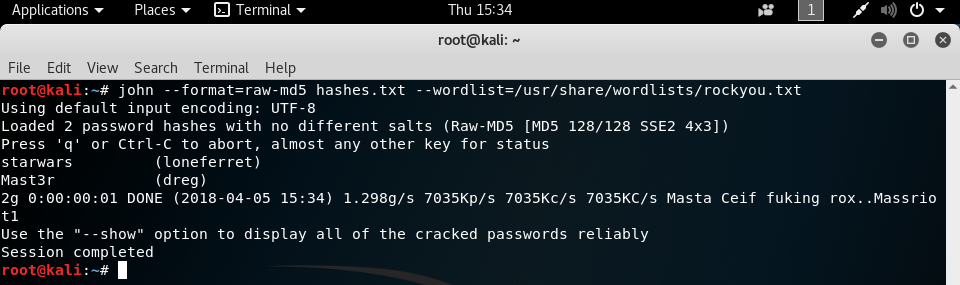 Applications Places Terminal Thu 15:34 1
root@kali: ~
File Edit View Search Terminal Help
root@kali:~# john --format=raw-md5 hashes.txt --wordlist=/usr/share/wordlists/rockyou.txt
Using default input encoding: UTF-8
Loaded 2 password hashes with no different salts (Raw-MD5 [MD5 128/128 SSE2 4x3])
Press 'q' or Ctrl-C to abort, almost any other key for status
starwars         (loneferret)
Mast3r           (dreg)
2g 0:00:00:01 DONE (2018-04-05 15:34) 1.298g/s 7035Kp/s 7035Kc/s 7035KC/s Masta Ceif fuking rox..Massrio
t1
Use the "--show" option to display all of the cracked passwords reliably
Session completed
root@kali:~#